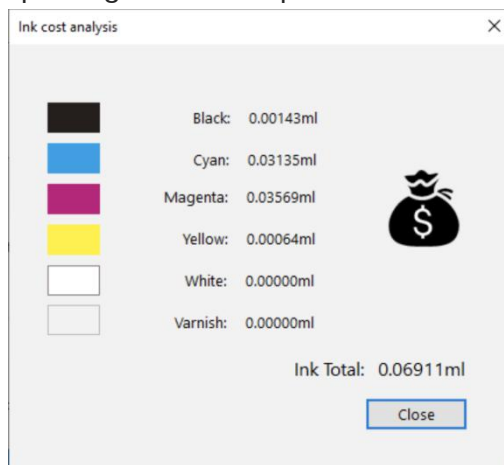 Ink cost analysis
Black: 0.00143ml
Cyan: 0.03135ml
Magenta: 0.03569ml
$
Yellow: 0.00064ml
White: 0.00000ml
Varnish: 0.00000ml
Ink Total: 0.06911ml
Close